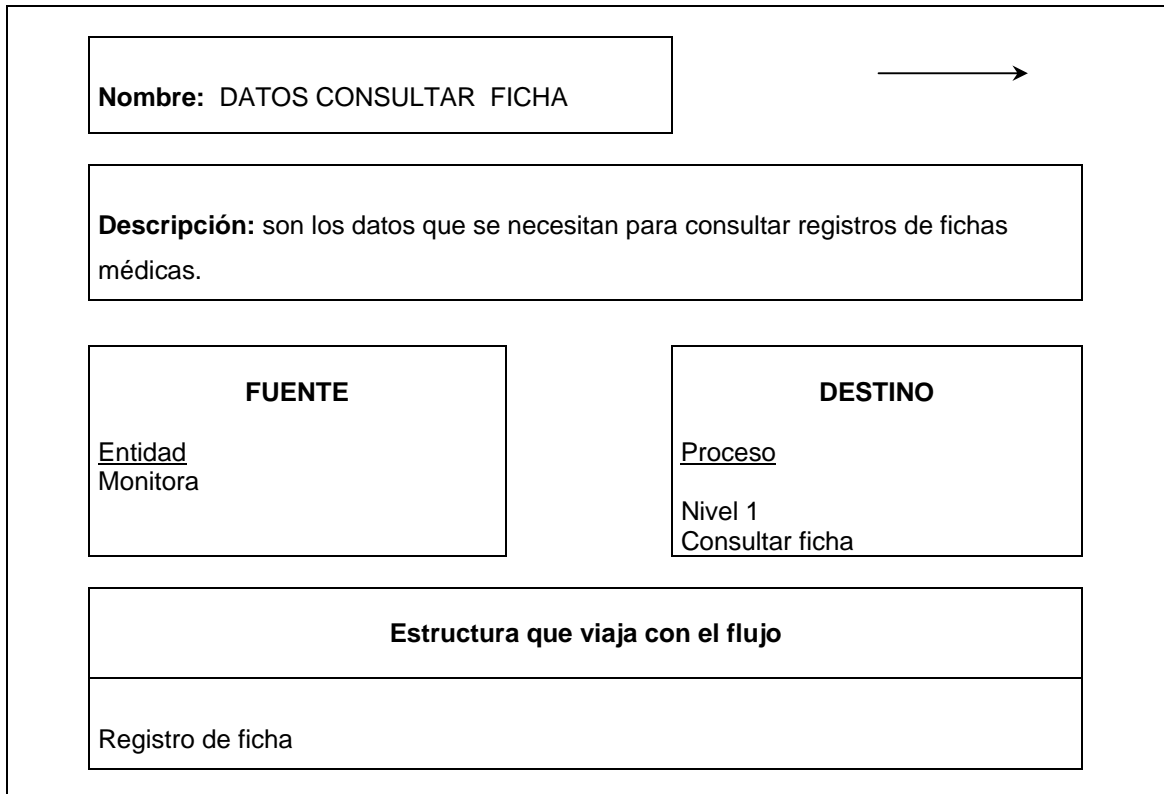 Nombre: DATOS CONSULTAR FICHA
Descripción: son los datos que se necesitan para consultar registros de fichas
médicas.
FUENTE
Entidad
Monitora
DESTINO
Proceso
Nivel 1
Consultar ficha
Estructura que viaja con el flujo
Registro de ficha